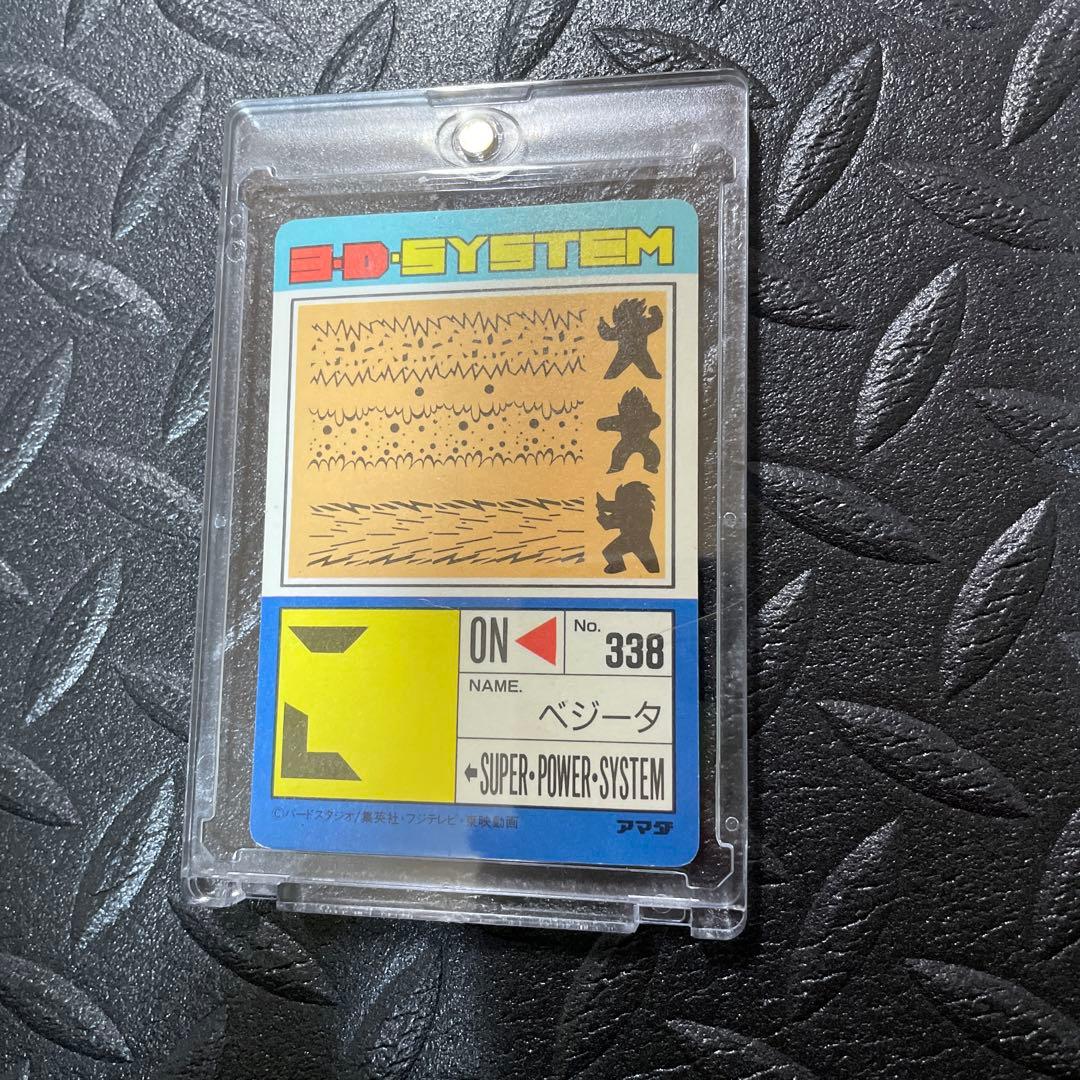 3·D·SYSTEM
ON
No.
338
NAME.
ベジータ
SUPER·POWER·SYSTEM
©バードスタジオ/集英社・フジテレビ・東映動画
アマダ